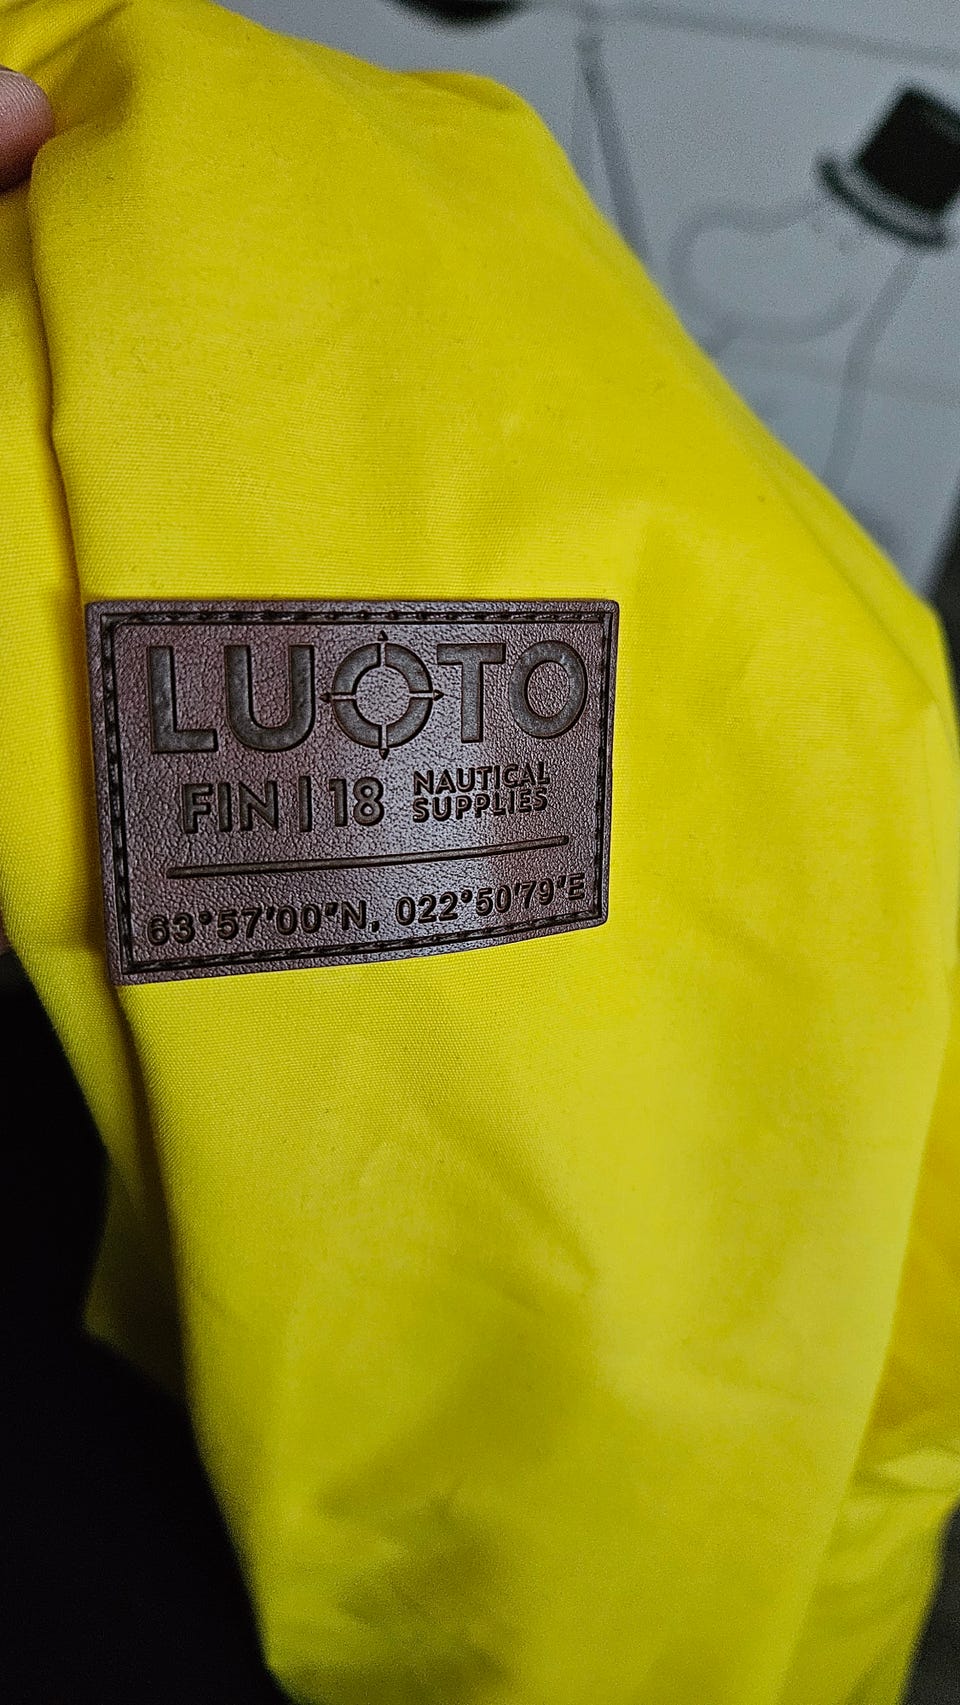 LUOTO
FIN | 18 NAUTICAL
SUPPLIES
63°57'00"N, 022°50'79"E